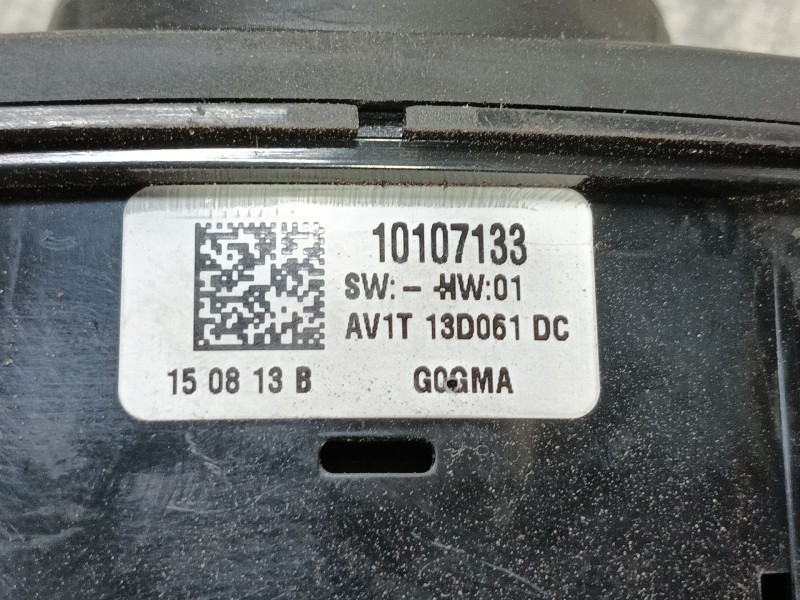 10107133
SW:- HW:01
AV1T 13D061 DC
15 08 13 B G0GMA